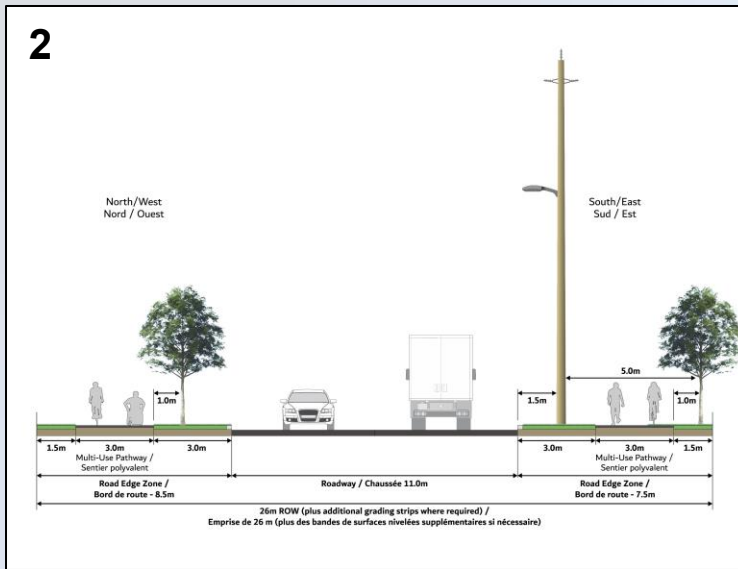 2
North/West
Nord / Ouest
South/East
Sud / Est
5.0m
1.0m
1.5m
1.0m
1.5m
3.0m
3.0m
3.0m
3.0m
1.5m
Multi-Use Pathway /
Sentier polyvalent
Multi-Use Pathway /
Sentier polyvalent
Road Edge Zone /
Bord de route - 8.5m
Roadway / Chaussée 11.0m
Road Edge Zone /
Bord de route - 7.5m
26m ROW (plus additional grading strips where required) /
Emprise de 26 m (plus des bandes de surfaces nivelées supplémentaires si nécessaire)